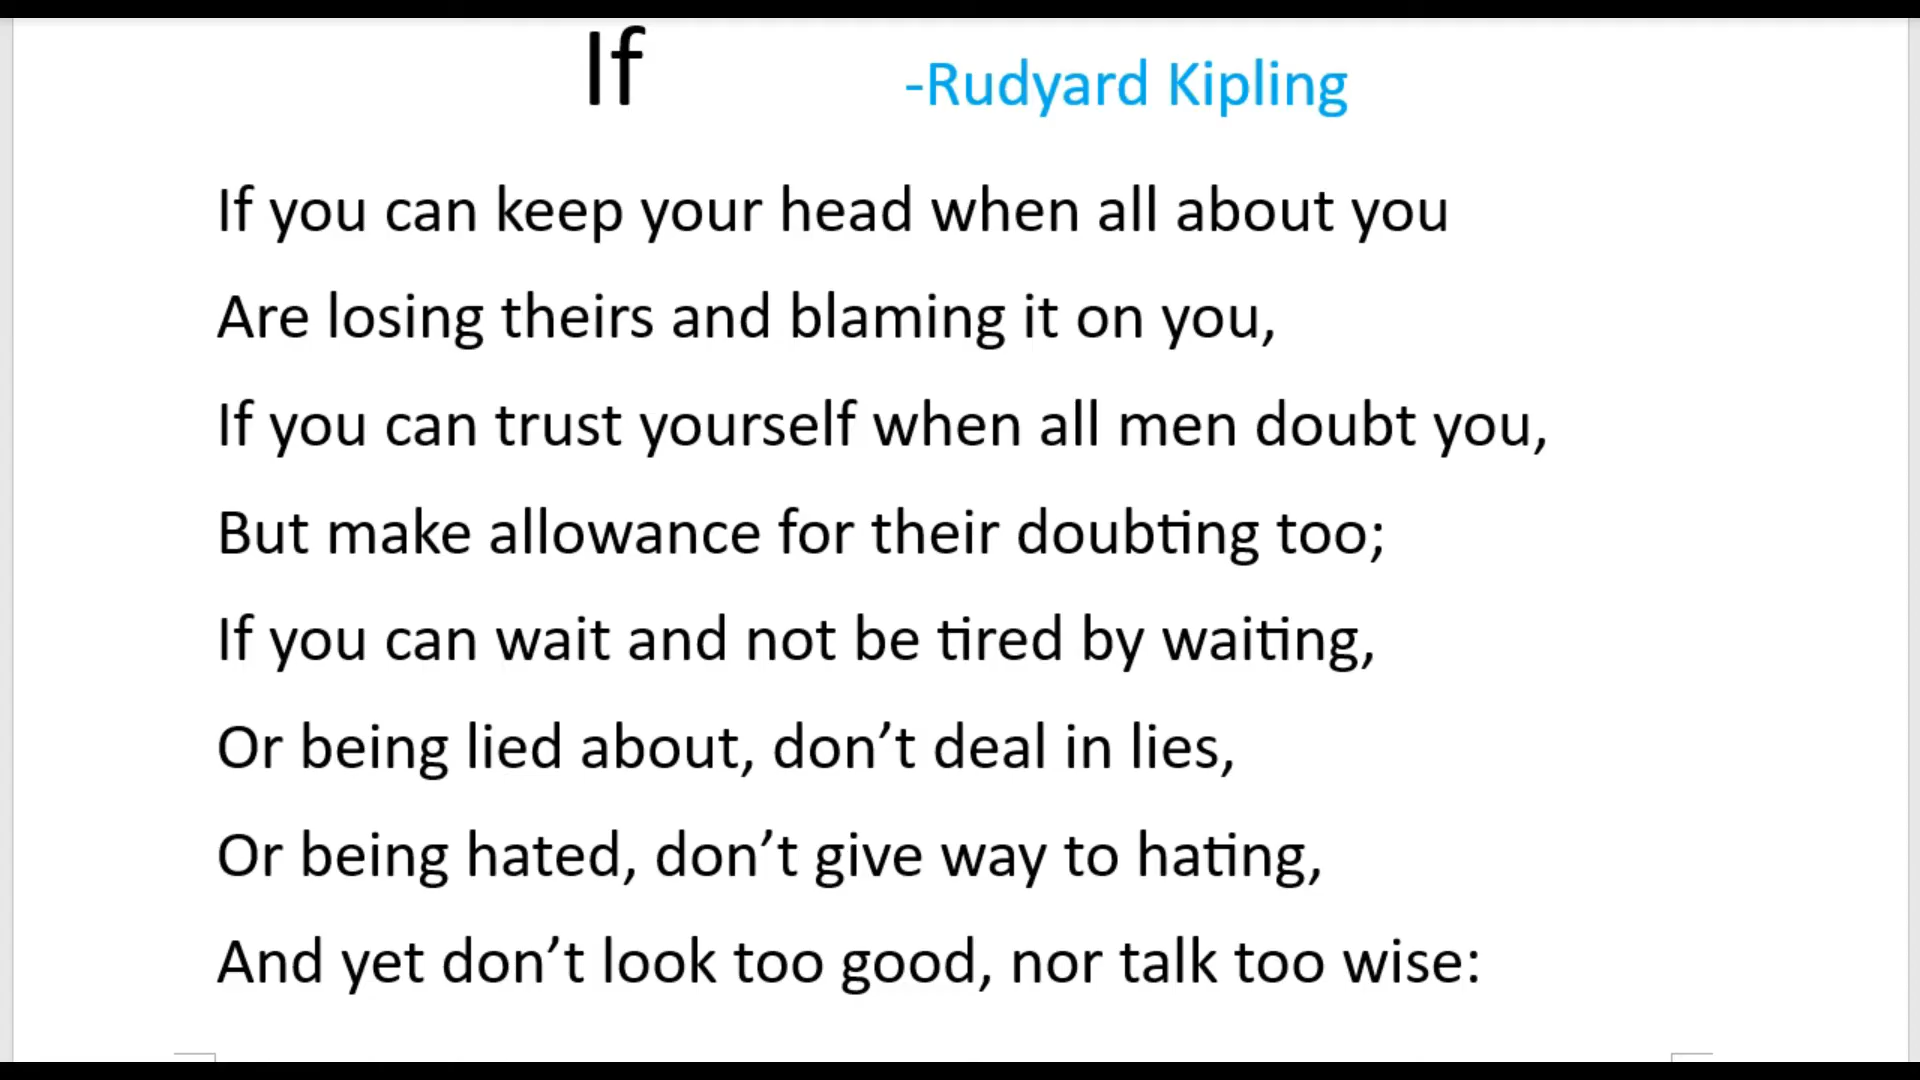 If -Rudyard Kipling
If you can keep your head when all about you
Are losing theirs and blaming it on you,
If you can trust yourself when all men doubt you,
But make allowance for their doubting too;
If you can wait and not be tired by waiting,
Or being lied about, don’t deal in lies,
Or being hated, don’t give way to hating,
And yet don’t look too good, nor talk too wise: